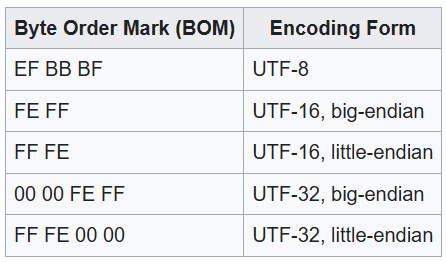 Byte Order Mark (BOM) Encoding Form
EF BB BF UTF-8
FE FF UTF-16, big-endian
FF FE UTF-16, little-endian
00 00 FE FF UTF-32, big-endian
FF FE 00 00 UTF-32, little-endian